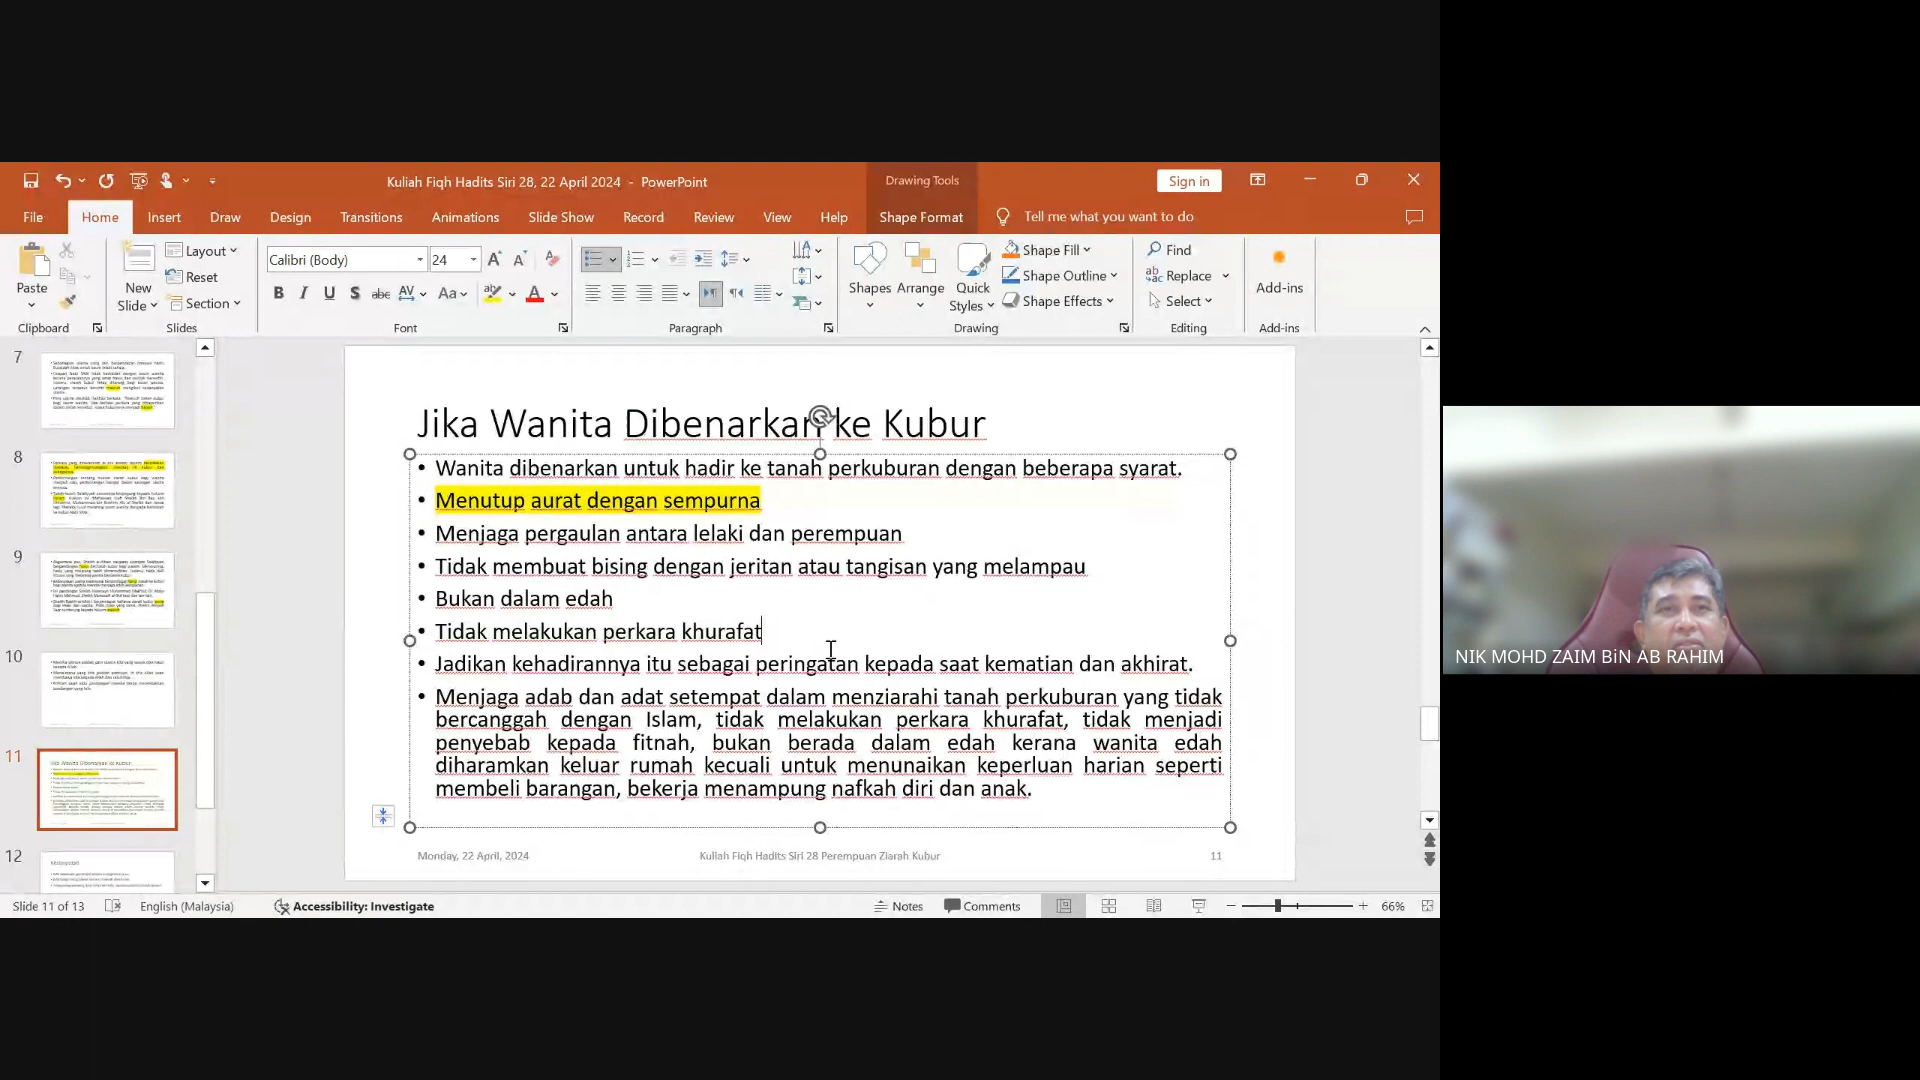 Kuliah Fiqh Hadits Siri 28, 22 April 2024 - PowerPoint
Drawing Tools
Sign in
File Home Insert Draw Design Transitions Animations Slide Show Record Review View Help Shape Format Tell me what you want to do
Paste
Clipboard
New Slide
Layout
Reset
Section
Slides
Calibri (Body) 24
B I U S abc AV Aa A
Font
Paragraph
Shapes
Arrange
Quick Styles
Shape Fill
Shape Outline
Shape Effects
Drawing
Find
Replace
Select
Editing
Add-ins
Add-ins
7
8
9
10
11
12
Jika Wanita Dibenarkan ke Kubur
• Wanita dibenarkan untuk hadir ke tanah perkuburan dengan beberapa syarat.
• Menutup aurat dengan sempurna
• Menjaga pergaulan antara lelaki dan perempuan
• Tidak membuat bising dengan jeritan atau tangisan yang melampau
• Bukan dalam edah
• Tidak melakukan perkara khurafat
• Jadikan kehadirannya itu sebagai peringatan kepada saat kematian dan akhirat.
• Menjaga adab dan adat setempat dalam menziarahi tanah perkuburan yang tidak
bercanggah dengan Islam, tidak melakukan perkara khurafat, tidak menjadi
penyebab kepada fitnah, bukan berada dalam edah kerana wanita edah
diharamkan keluar rumah kecuali untuk menunaikan keperluan harian seperti
membeli barangan, bekerja menampung nafkah diri dan anak.
Monday, 22 April, 2024
Kuliah Fiqh Hadits Siri 28 Perempuan Ziarah Kubur
11
Slide 11 of 13
English (Malaysia)
Accessibility: Investigate
Notes
Comments
66%
NIK MOHD ZAIM BiN AB RAHIM